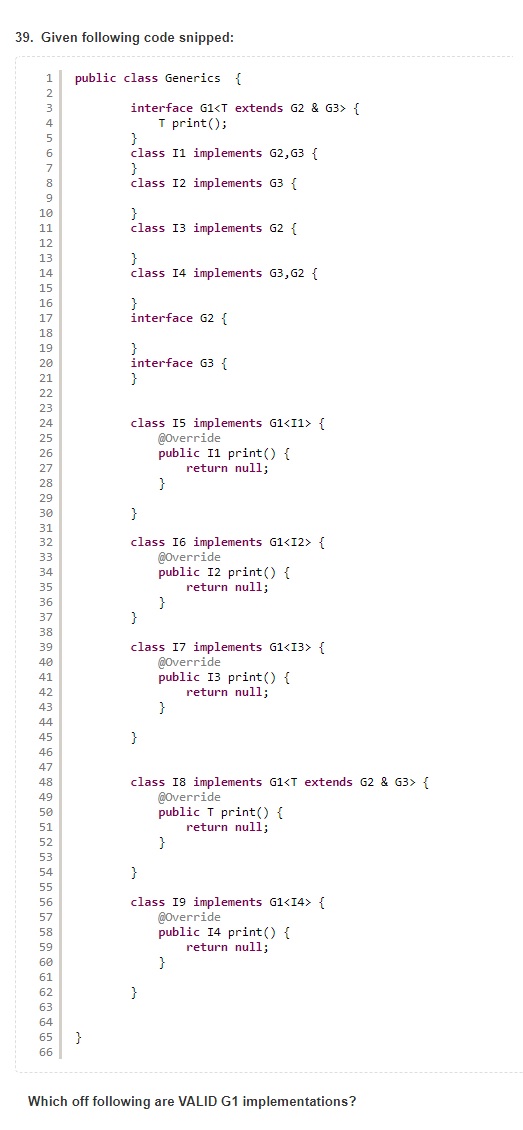 39. Given following code snipped:
1 public class Generics {
2
3 interface G1<T extends G2 & G3> {
4 T print();
5 }
6 class I1 implements G2,G3 {
7 }
8 class I2 implements G3 {
9
10 }
11 class I3 implements G2 {
12
13 }
14 class I4 implements G3,G2 {
15
16 }
17 interface G2 {
18
19 }
20 interface G3 {
21 }
22
23
24 class I5 implements G1<I1> {
25 @Override
26 public I1 print() {
27 return null;
28 }
29
30 }
31
32 class I6 implements G1<I2> {
33 @Override
34 public I2 print() {
35 return null;
36 }
37 }
38
39 class I7 implements G1<I3> {
40 @Override
41 public I3 print() {
42 return null;
43 }
44
45 }
46
47
48 class I8 implements G1<T extends G2 & G3> {
49 @Override
50 public T print() {
51 return null;
52 }
53
54 }
55
56 class I9 implements G1<I4> {
57 @Override
58 public I4 print() {
59 return null;
60 }
61
62 }
63
64
65 }
66
Which off following are VALID G1 implementations?